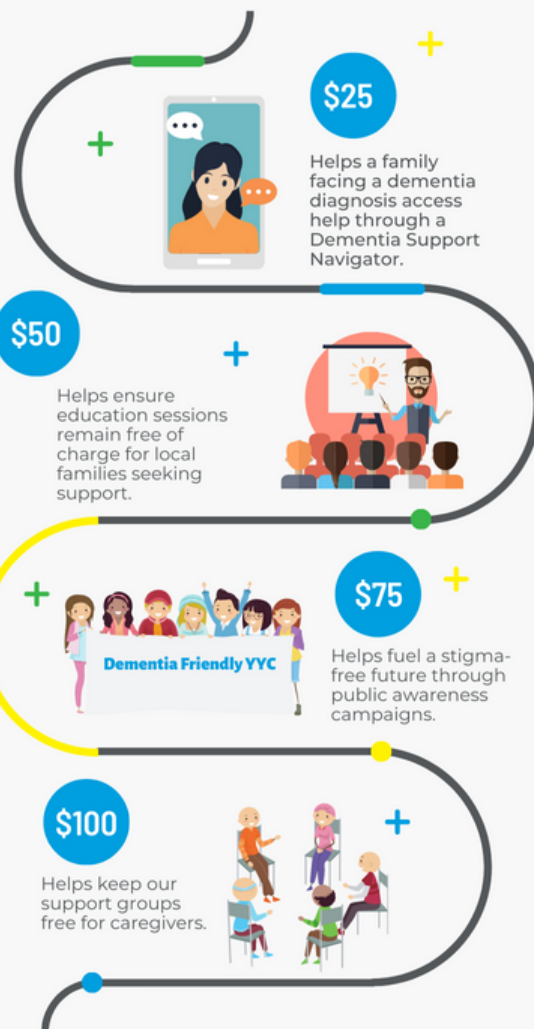 $25
Helps a family
facing a dementia
diagnosis access
help through a
Dementia Support
Navigator.
$50
Helps ensure
education sessions
remain free of
charge for local
families seeking
support.
Dementia Friendly YYC
$75
Helps fuel a stigma-
free future through
public awareness
campaigns.
$100
Helps keep our
support groups
free for caregivers.